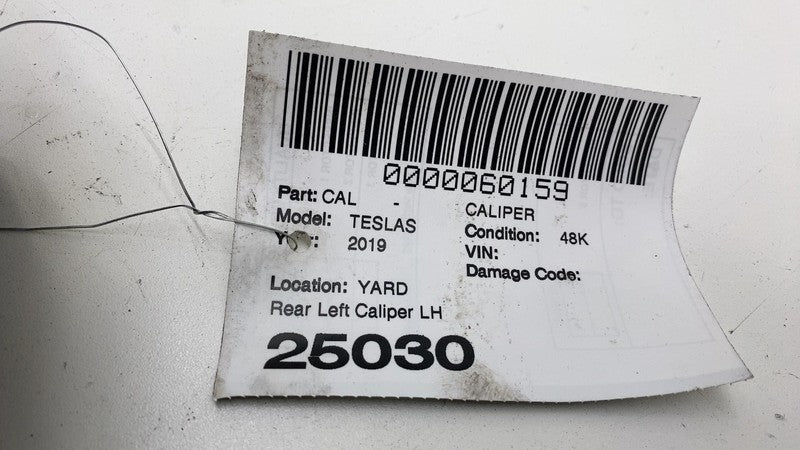 0000060159
Part: CAL - CALIPER
Model: TESLAS Condition: 48K
Year: 2019 VIN:
Damage Code:
Location: YARD
Rear Left Caliper LH
25030